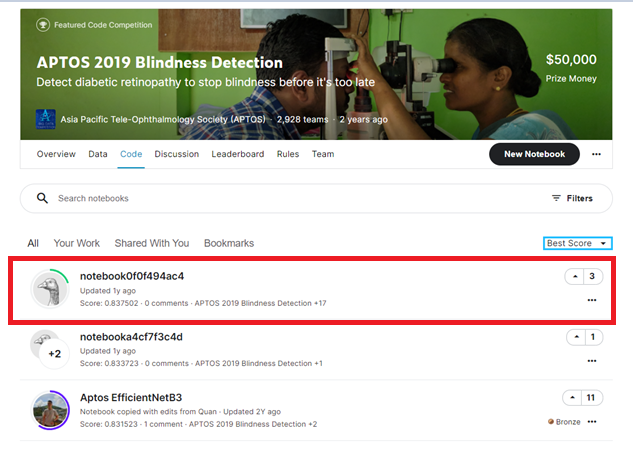 Featured Code Competition
APTOS 2019 Blindness Detection
Detect diabetic retinopathy to stop blindness before it's too late
$50,000
Prize Money
Asia Pacific Tele-Ophthalmology Society (APTOS) · 2,928 teams · 2 years ago
Overview Data Code Discussion Leaderboard Rules Team New Notebook
Search notebooks Filters
All Your Work Shared With You Bookmarks Best Score
notebook0f0f494ac4 3
Updated 1y ago
Score: 0.837502 · 0 comments · APTOS 2019 Blindness Detection +17
notebooka4cf7f3c4d 1
+2
Updated 1y ago
Score: 0.833723 · 0 comments · APTOS 2019 Blindness Detection +1
Aptos EfficientNetB3 11
Notebook copied with edits from Quan · Updated 2Y ago
Score: 0.831523 · 1 comment · APTOS 2019 Blindness Detection +2 Bronze